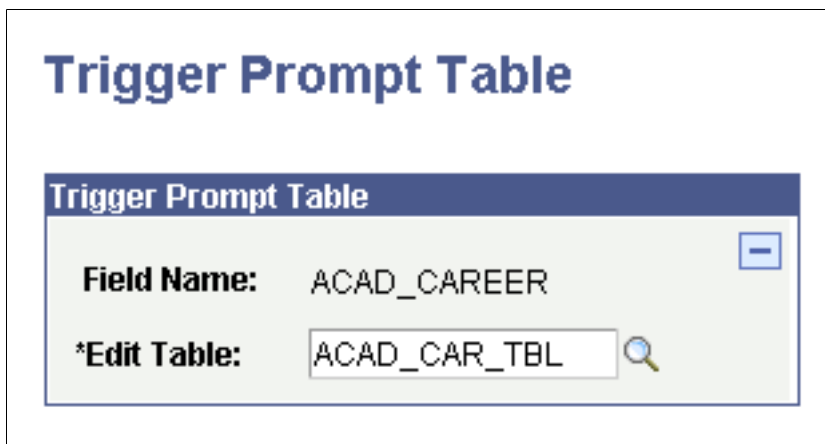 Trigger Prompt Table
Trigger Prompt Table
Field Name: ACAD_CAREER
*Edit Table: ACAD_CAR_TBL